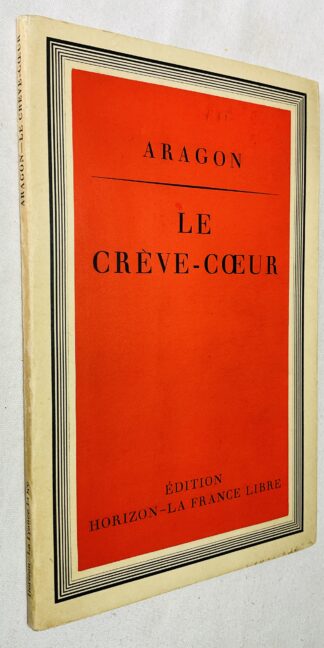 ARAGON
LE
CRÈVE-CŒUR
ÉDITION
HORIZON—LA FRANCE LIBRE
ARAGON—LE CRÈVE-CŒUR